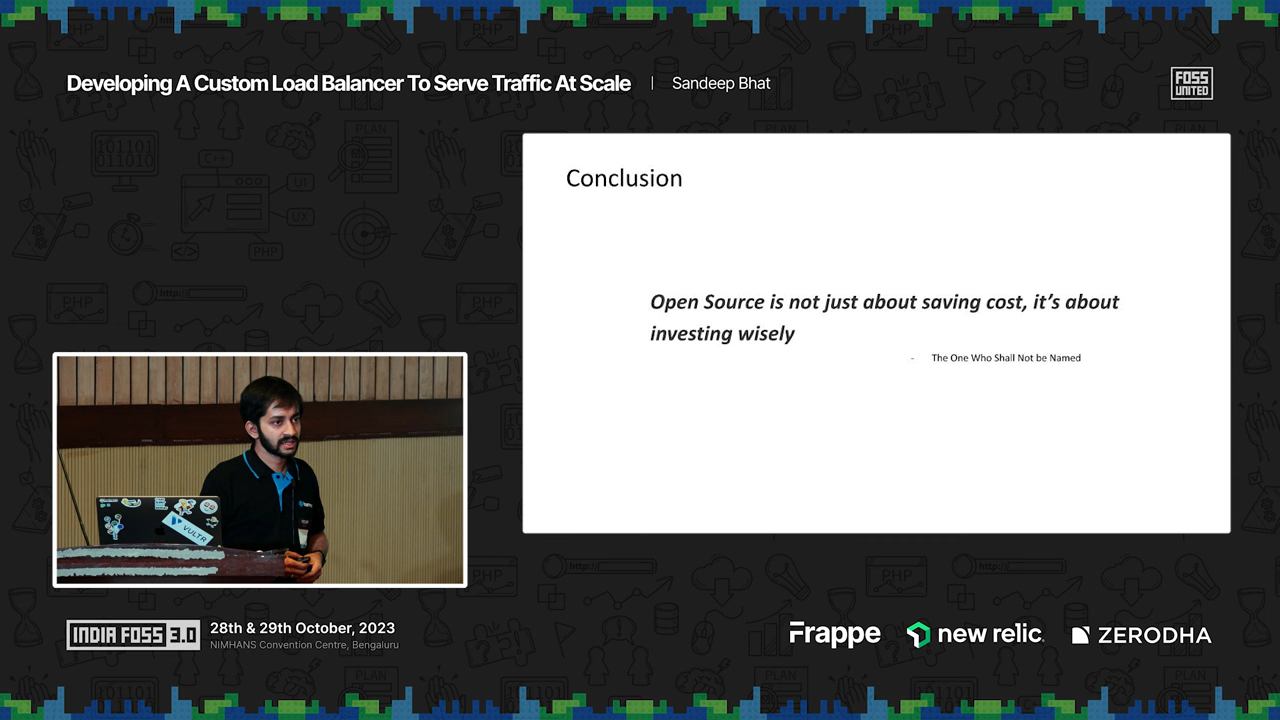 Developing A Custom Load Balancer To Serve Traffic At Scale | Sandeep Bhat
FOSS
UNITED
Conclusion
Open Source is not just about saving cost, it's about
investing wisely
- The One Who Shall Not be Named
VULTR
INDIA FOSS 3.0
28th & 29th October, 2023
NIMHANS Convention Centre, Bengaluru
Frappe
new relic
ZERODHA